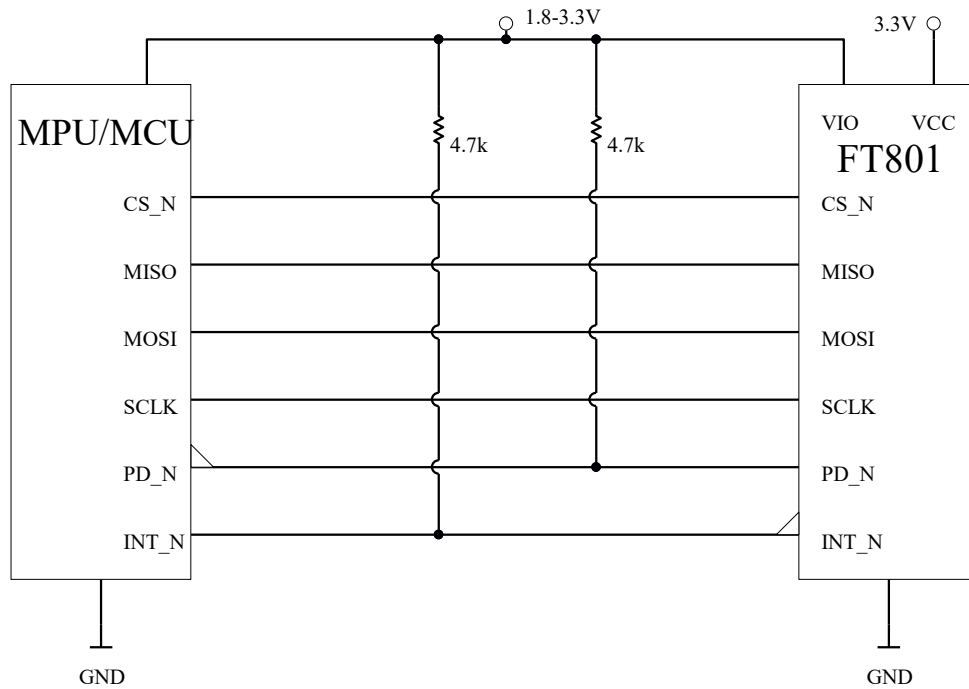 1.8-3.3V
3.3V
MPU/MCU
VIO
VCC
4.7k
4.7k
FT801
CS_N
CS_N
MISO
MISO
MOSI
MOSI
SCLK
SCLK
PD_N
PD_N
INT_N
INT_N
GND
GND